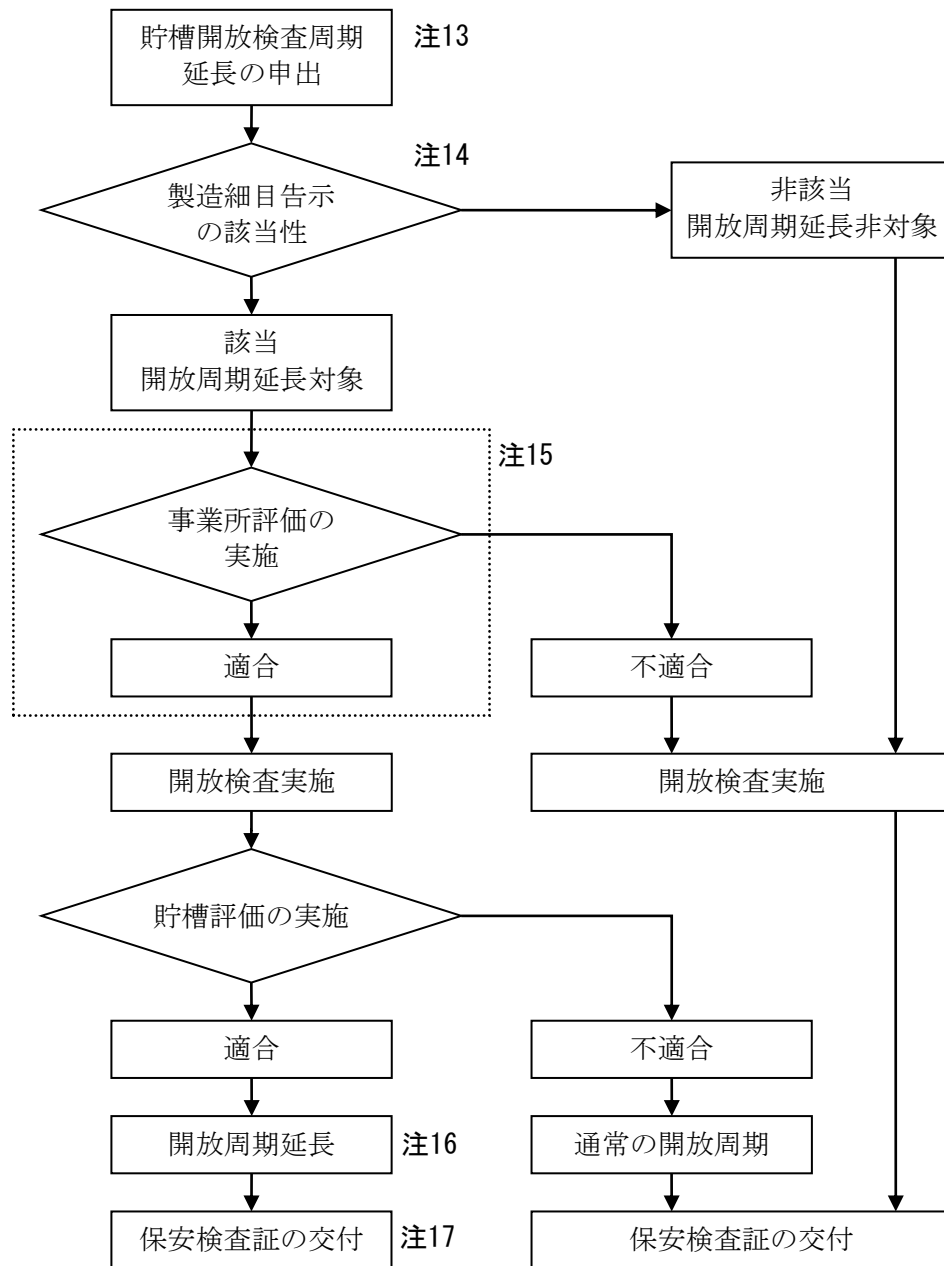 貯槽開放検査周期
延長の申出
注13
注14
製造細目告示
の該当性
非該当
開放周期延長非対象
該当
開放周期延長対象
注15
事業所評価の
実施
適合
不適合
開放検査実施
開放検査実施
貯槽評価の実施
適合
不適合
開放周期延長
注16
通常の開放周期
保安検査証の交付
注17
保安検査証の交付